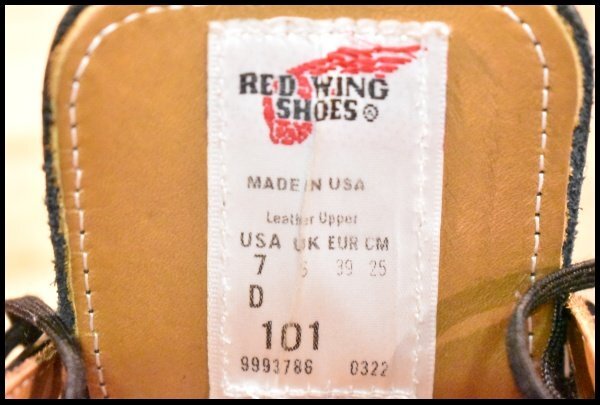 RED WING
SHOES ®
MADE IN USA
Leather Upper
USA UK EUR CM
7 6 39 25
D
101
9993786 0322